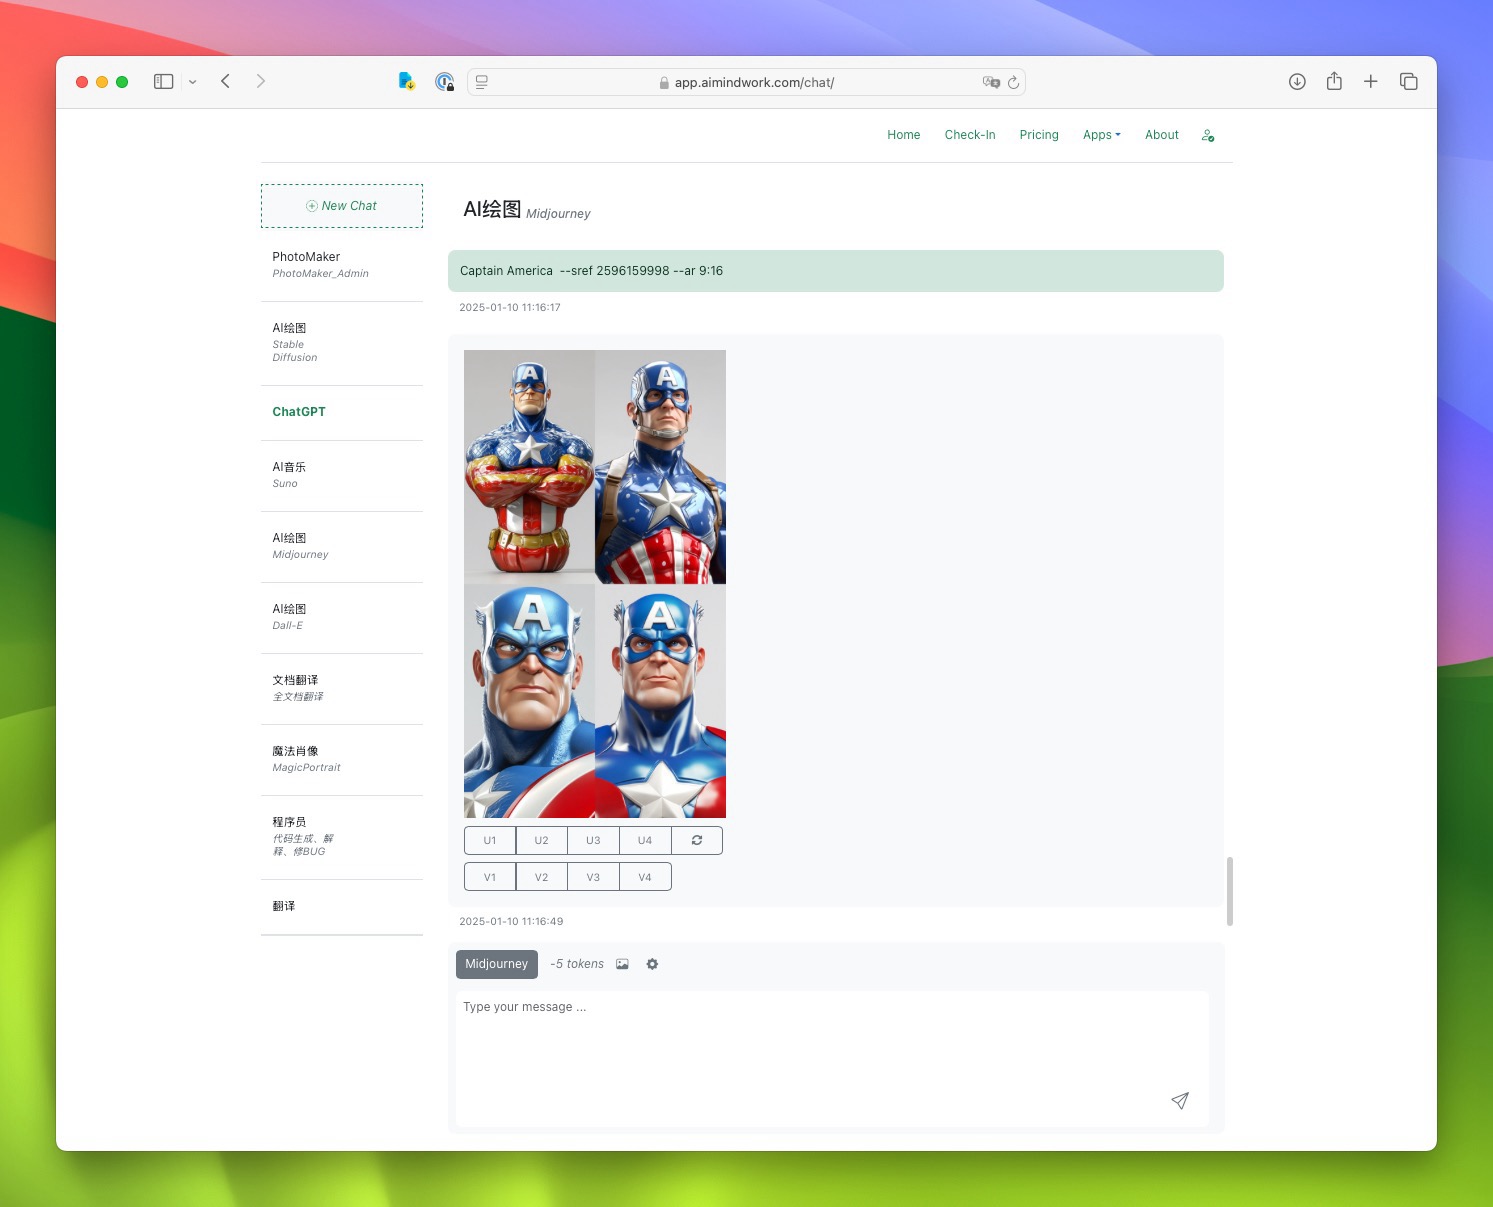 app.aimindwork.com/chat/
Home
Check-In
Pricing
Apps
About
New Chat
PhotoMaker
PhotoMaker_Admin
AI绘图
Stable
Diffusion
ChatGPT
AI音乐
Suno
AI绘图
Midjourney
AI绘图
Dall-E
文档翻译
全文档翻译
魔法肖像
MagicPortrait
程序员
代码生成、解
释、修BUG
翻译
AI绘图 Midjourney
Captain America  --sref 2596159998 --ar 9:16
2025-01-10 11:16:17
A
A
A
A
U1
U2
U3
U4
V1
V2
V3
V4
2025-01-10 11:16:49
Midjourney
-5 tokens
Type your message ...